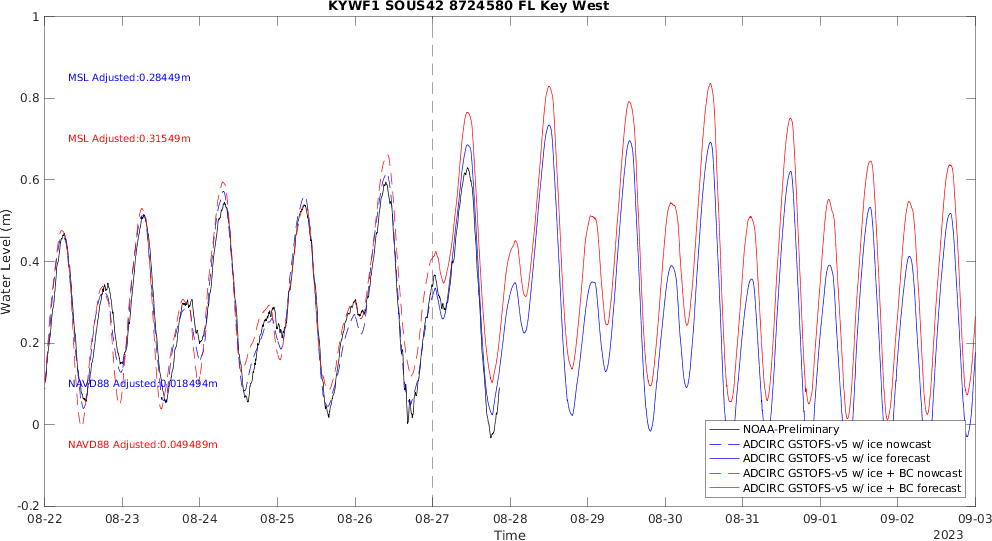 KYWF1 SOUS42 8724580 FL Key West
1
0.8
0.6
0.4
0.2
0
-0.2
Water Level (m)
MSL Adjusted:0.28449m
MSL Adjusted:0.31549m
NAVD88 Adjusted:0.018494m
NAVD88 Adjusted:0.049489m
NOAA-Preliminary
ADCIRC GSTOFS-v5 w/ ice nowcast
ADCIRC GSTOFS-v5 w/ ice forecast
ADCIRC GSTOFS-v5 w/ ice + BC nowcast
ADCIRC GSTOFS-v5 w/ ice + BC forecast
08-22 08-23 08-24 08-25 08-26 08-27 08-28 08-29 08-30 08-31 09-01 09-02 09-03
Time
2023